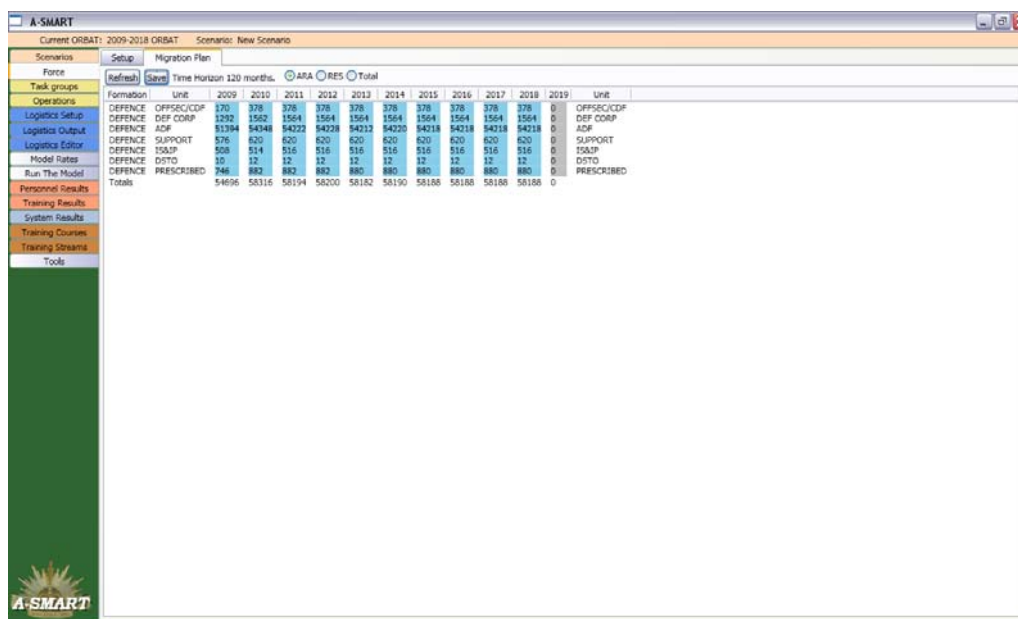 A-SMART
Current ORBAT: 2009-2018 ORBAT Scenario: New Scenario
Scenarios
Force
Task groups
Operations
Logistics Setup
Logistics Output
Logistics Editor
Model Rates
Run The Model
Personnel Results
Training Results
System Results
Training Courses
Training Streams
Tools
Setup Migration Plan
Refresh Save Time Horizon 120 months. ARA RES Total
Formation Unit 2009 2010 2011 2012 2013 2014 2015 2016 2017 2018 2019 Unit
DEFENCE OFFSEC/CDF 170 378 378 378 378 378 378 378 378 378 0 OFFSEC/CDF
DEFENCE DEF CORP 1292 1562 1564 1564 1564 1564 1564 1564 1564 1564 0 DEF CORP
DEFENCE ADF 51394 54348 54222 54228 54212 54220 54218 54218 54218 54218 0 ADF
DEFENCE SUPPORT 576 620 620 620 620 620 620 620 620 620 0 SUPPORT
DEFENCE IS&IP 508 514 516 516 516 516 516 516 516 516 0 IS&IP
DEFENCE DSTO 10 12 12 12 12 12 12 12 12 12 0 DSTO
DEFENCE PRESCRIBED 746 882 882 882 880 880 880 880 880 880 0 PRESCRIBED
Totals 54696 58316 58194 58200 58182 58190 58188 58188 58188 58188 0
A-SMART